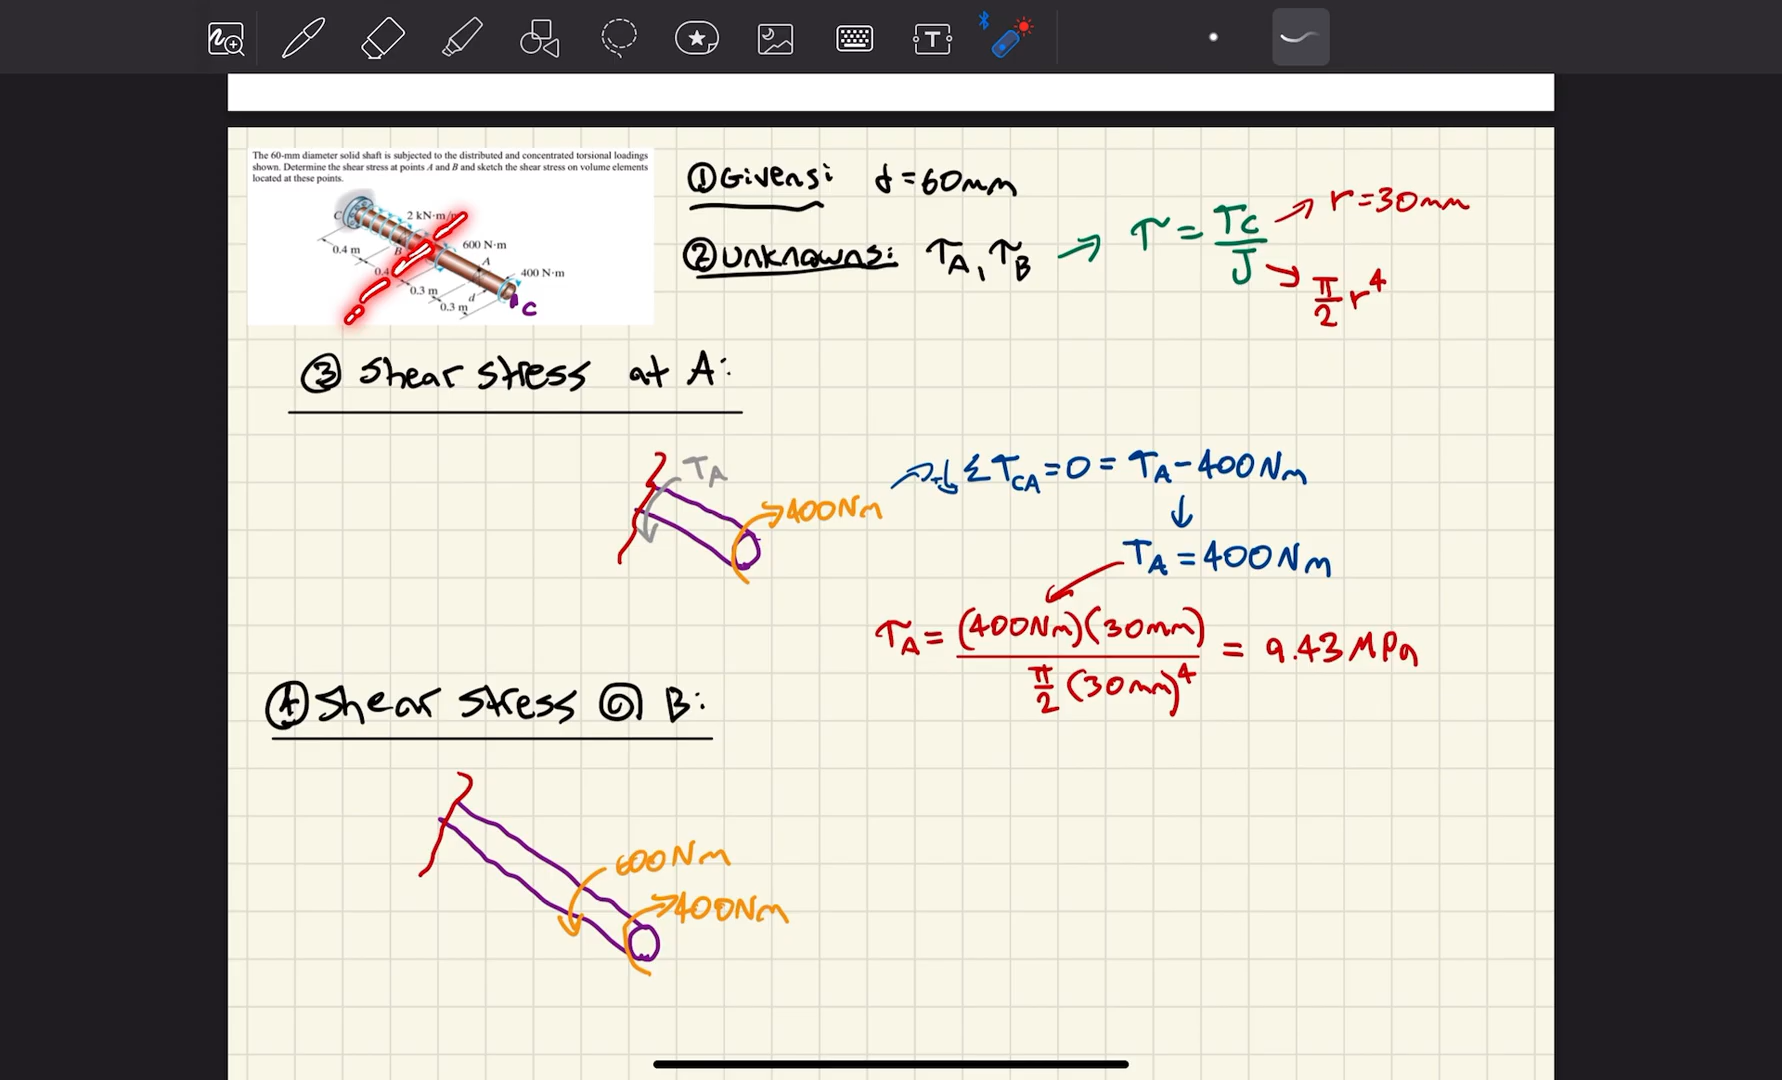 The 60-mm diameter solid shaft is subjected to the distributed and concentrated torsional loadings
shown. Determine the shear stress at points A and B and sketch the shear stress on volume elements
located at these points.
C
2 kN·m/
600 N·m
0.4 m
B
A
400 N·m
0.4
0.3 m
d
0.3 m
C
① Givens: d = 60mm
② Unknowns: τA, τB → τ = Tc/J
→ r = 30mm
→ π/2 r⁴
③ Shear stress at A:
TA
400Nm
→ + ΣTCA = 0 = TA - 400Nm
↓
TA = 400Nm
τA = (400Nm)(30mm) / π/2 (30mm)⁴ = 9.43 MPa
④ Shear Stress @ B:
600Nm
400Nm